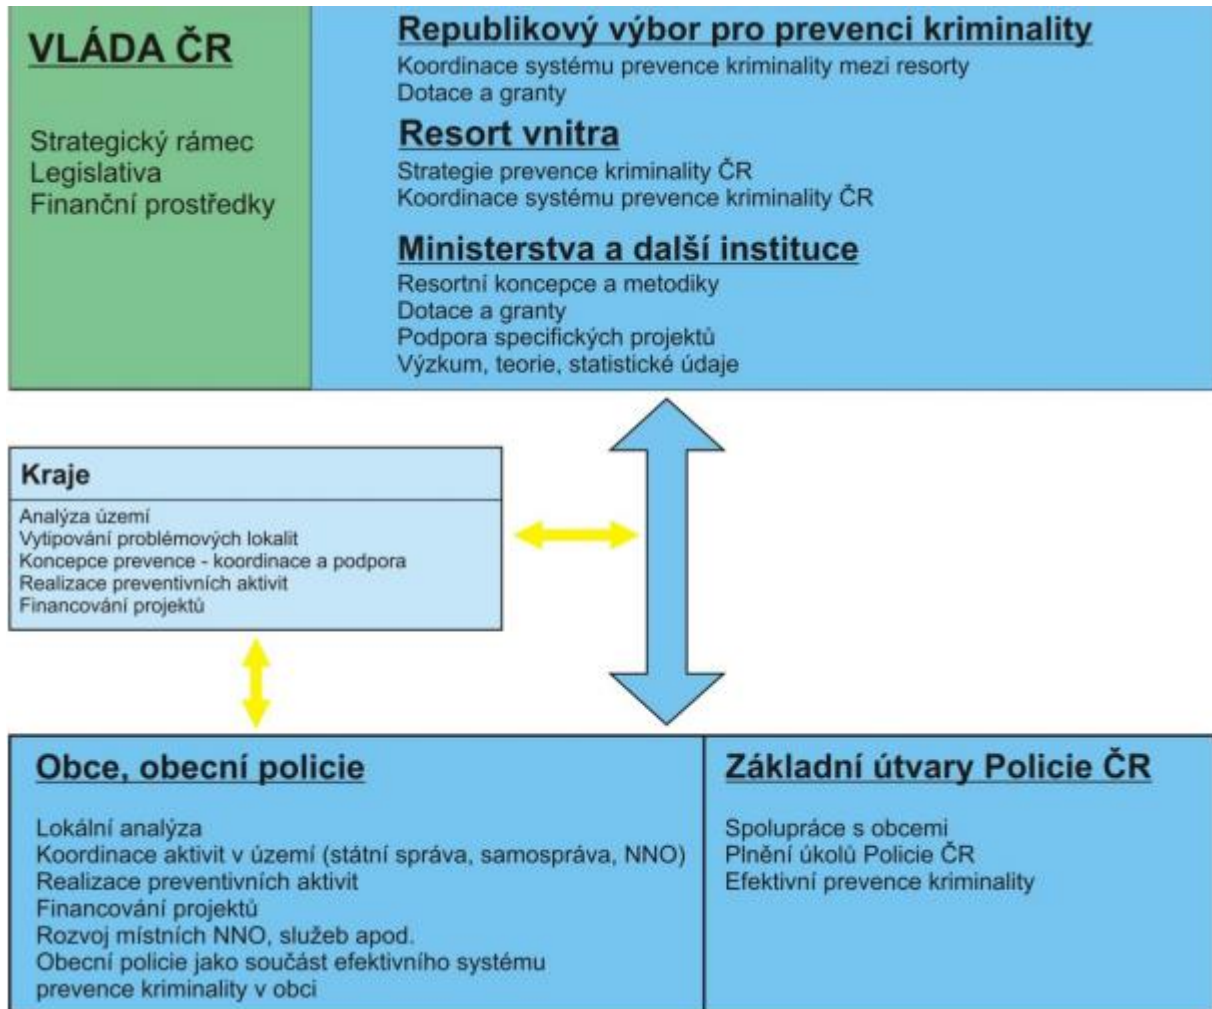 VLÁDA ČR
Strategický rámec
Legislativa
Finanční prostředky
Republikový výbor pro prevenci kriminality
Koordinace systému prevence kriminality mezi resorty
Dotace a granty
Resort vnitra
Strategie prevence kriminality ČR
Koordinace systému prevence kriminality ČR
Ministerstva a další instituce
Resortní koncepce a metodiky
Dotace a granty
Podpora specifických projektů
Výzkum, teorie, statistické údaje
Kraje
Analýza území
Vytipování problémových lokalit
Koncepce prevence - koordinace a podpora
Realizace preventivních aktivit
Financování projektů
Obce, obecní policie
Lokální analýza
Koordinace aktivit v území (státní správa, samospráva, NNO)
Realizace preventivních aktivit
Financování projektů
Rozvoj místních NNO, služeb apod.
Obecní policie jako součást efektivního systému
prevence kriminality v obci
Základní útvary Policie ČR
Spolupráce s obcemi
Plnění úkolů Policie ČR
Efektivní prevence kriminality